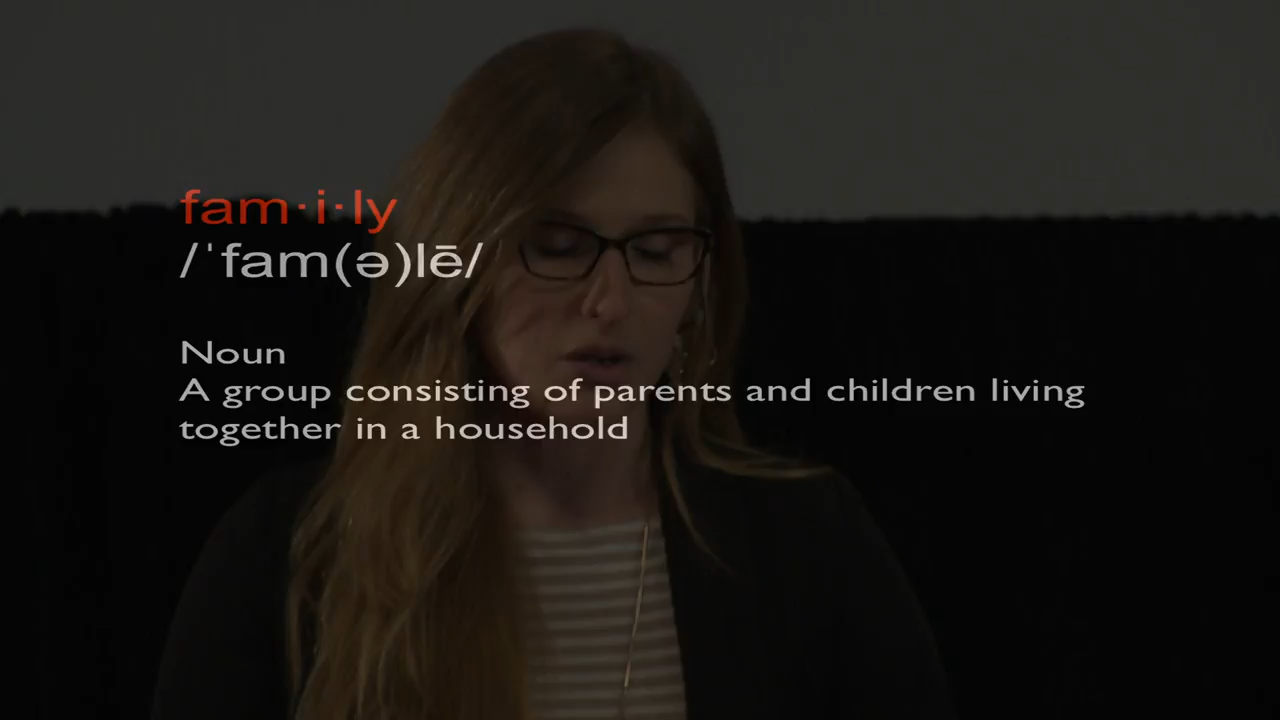 fam·i·ly
/ˈfam(ə)lē/
Noun
A group consisting of parents and children living
together in a household